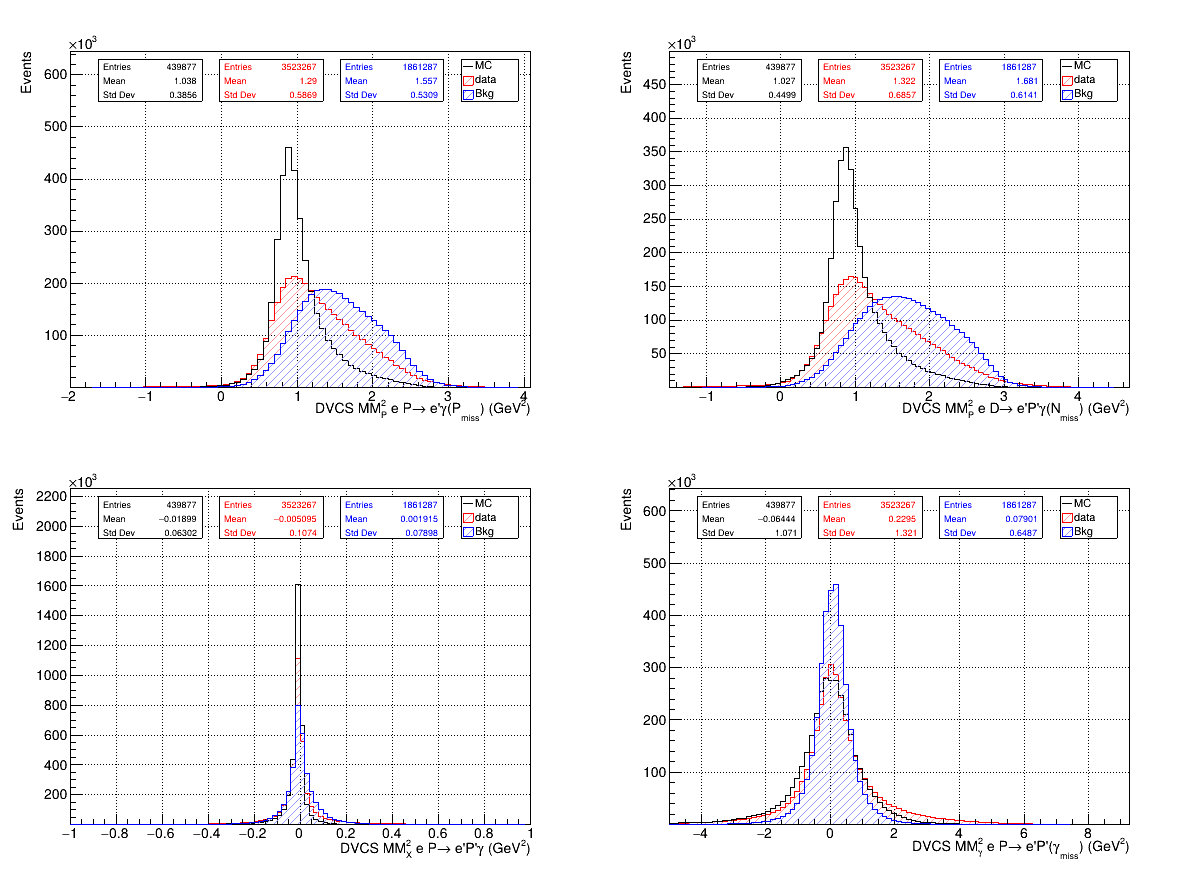 ×10³
Events
Entries 439877
Mean 1.038
Std Dev 0.3856
Entries 3523267
Mean 1.29
Std Dev 0.5869
Entries 1861287
Mean 1.557
Std Dev 0.5309
MC
data
Bkg
600
500
400
300
200
100
−2 −1 0 1 2 3 4
DVCS MM²_P e P→ e'γ(P_miss) (GeV²)
×10³
Events
Entries 439877
Mean 1.027
Std Dev 0.4499
Entries 3523267
Mean 1.322
Std Dev 0.6857
Entries 1861287
Mean 1.681
Std Dev 0.6141
MC
data
Bkg
450
400
350
300
250
200
150
100
50
−1 0 1 2 3 4
DVCS MM²_P e D→ e'P'γ(N_miss) (GeV²)
×10³
Events
Entries 439877
Mean −0.01899
Std Dev 0.06302
Entries 3523267
Mean −0.005095
Std Dev 0.1074
Entries 1861287
Mean 0.001915
Std Dev 0.07898
MC
data
Bkg
2200
2000
1800
1600
1400
1200
1000
800
600
400
200
−1 −0.8 −0.6 −0.4 −0.2 0 0.2 0.4 0.6 0.8 1
DVCS MM²_X e P→ e'P'γ (GeV²)
×10³
Events
Entries 439877
Mean −0.06444
Std Dev 1.071
Entries 3523267
Mean 0.2295
Std Dev 1.321
Entries 1861287
Mean 0.07901
Std Dev 0.6487
MC
data
Bkg
600
500
400
300
200
100
−4 −2 0 2 4 6 8
DVCS MM²_γ e P→ e'P'(γ_miss) (GeV²)